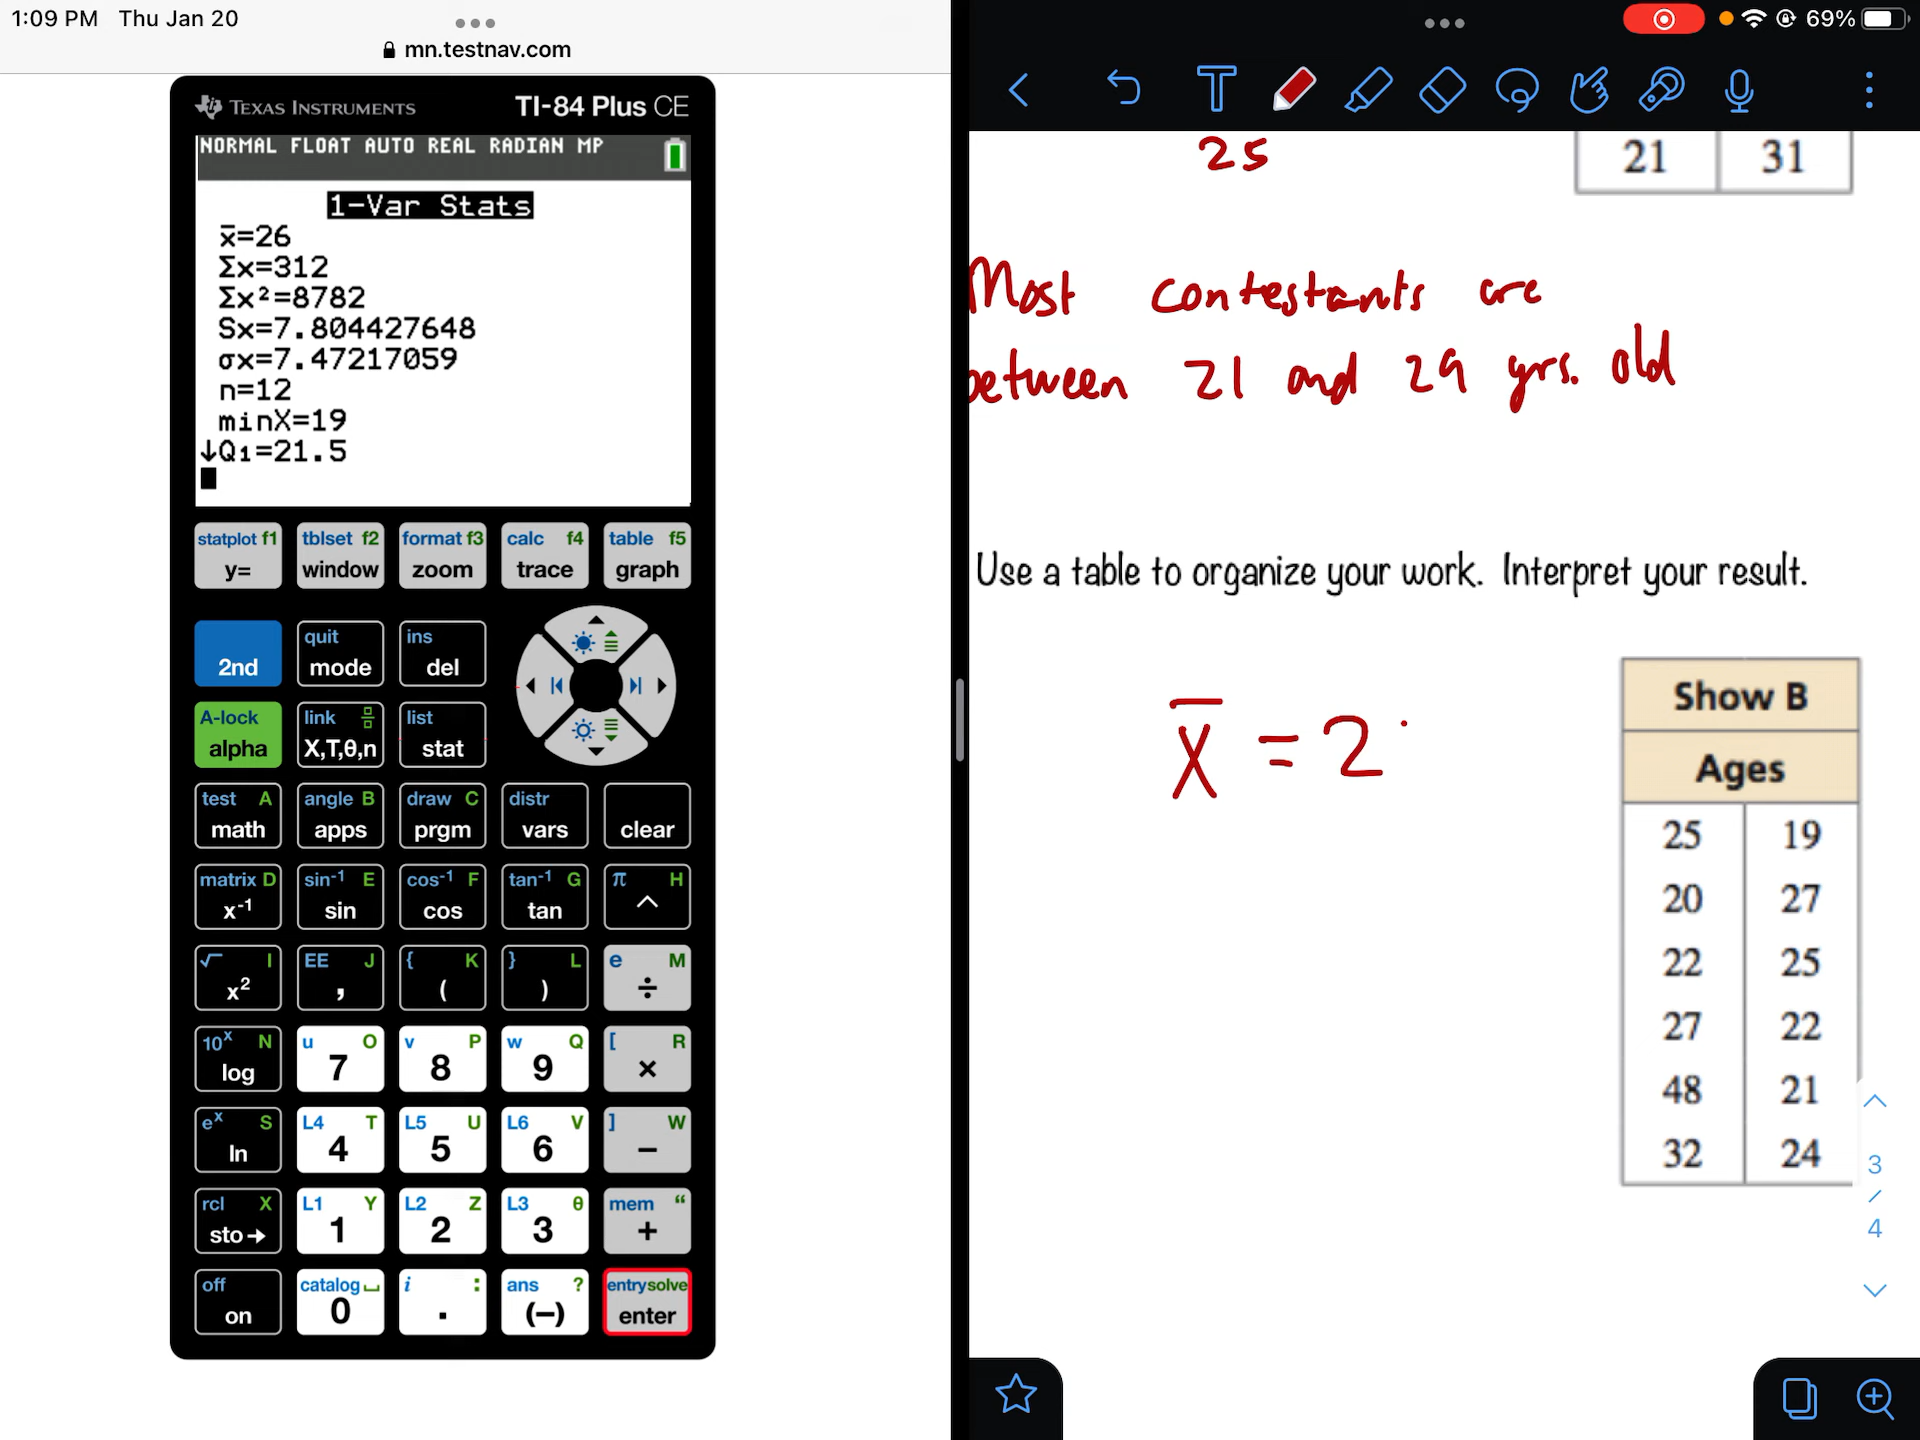 1:09 PM Thu Jan 20
mn.testnav.com
TEXAS INSTRUMENTS TI-84 Plus CE
NORMAL FLOAT AUTO REAL RADIAN MP
1-Var Stats
x̅=26
Σx=312
Σx²=8782
Sx=7.804427648
σx=7.47217059
n=12
minX=19
↓Q₁=21.5
statplot f1 tblset f2 format f3 calc f4 table f5
y= window zoom trace graph
quit ins
2nd mode del
A-lock link list
alpha X,T,θ,n stat
test A angle B draw C distr
math apps prgm vars clear
matrix D sin⁻¹ E cos⁻¹ F tan⁻¹ G π H
x⁻¹ sin cos tan ^
√ I EE J { K } L e M
x² , ( ) ÷
10ˣ N u O v P w Q [ R
log 7 8 9 ×
eˣ S L4 T L5 U L6 V ] W
ln 4 5 6 −
rcl X L1 Y L2 Z L3 θ mem “
sto→ 1 2 3 +
off catalog ⎵ i : ans ? entry solve
on 0 . (−) enter
69%
T
25
21 31
Most contestants are
between 21 and 29 yrs. old
Use a table to organize your work. Interpret your result.
x̅ = 2
Show B
Ages
25 19
20 27
22 25
27 22
48 21
32 24
3
/
4